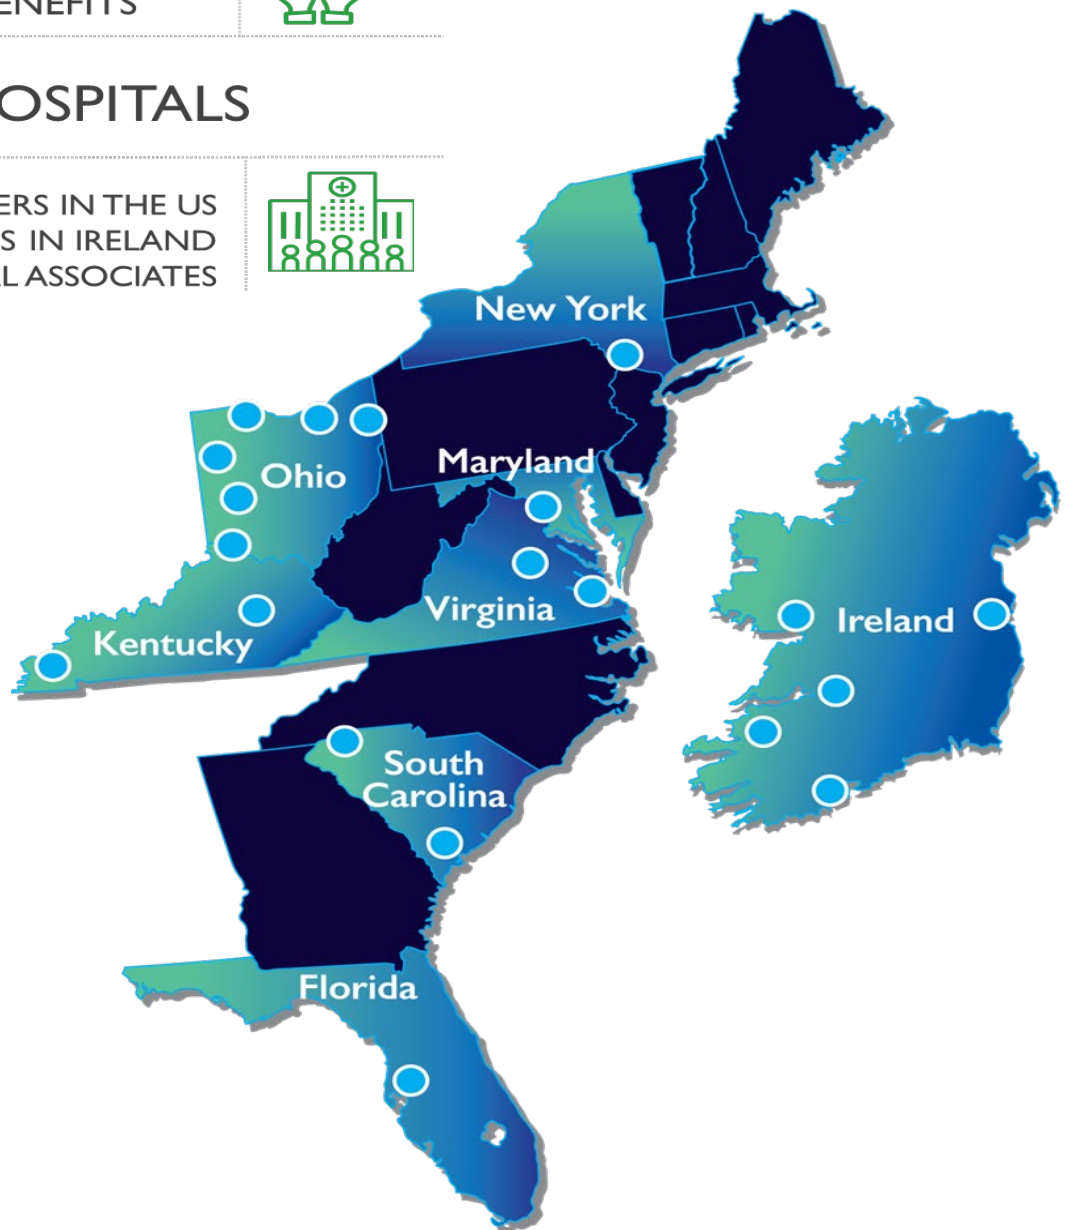 ENEFITS
OSPITALS
ERS IN THE US
S IN IRELAND
L ASSOCIATES
New York
Maryland
Ohio
Virginia
Ireland
Kentucky
South
Carolina
Florida